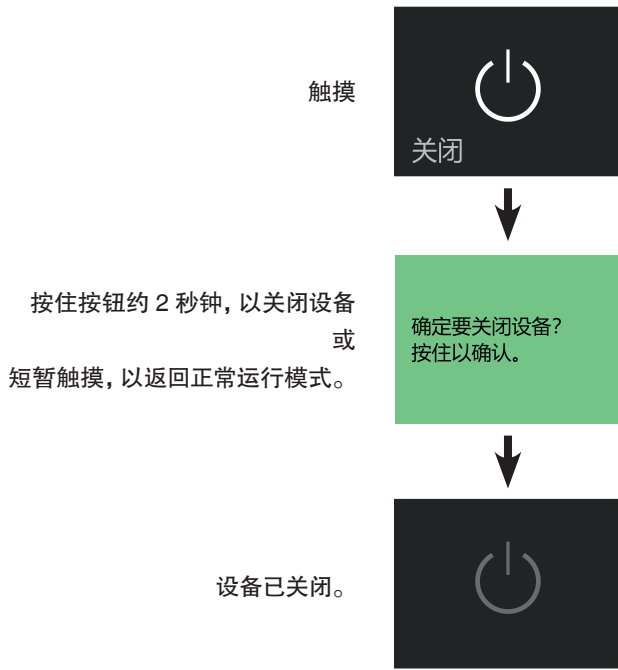 触摸
关闭
按住按钮约 2 秒钟，以关闭设备
或
短暂触摸，以返回正常运行模式。
确定要关闭设备？
按住以确认。
设备已关闭。